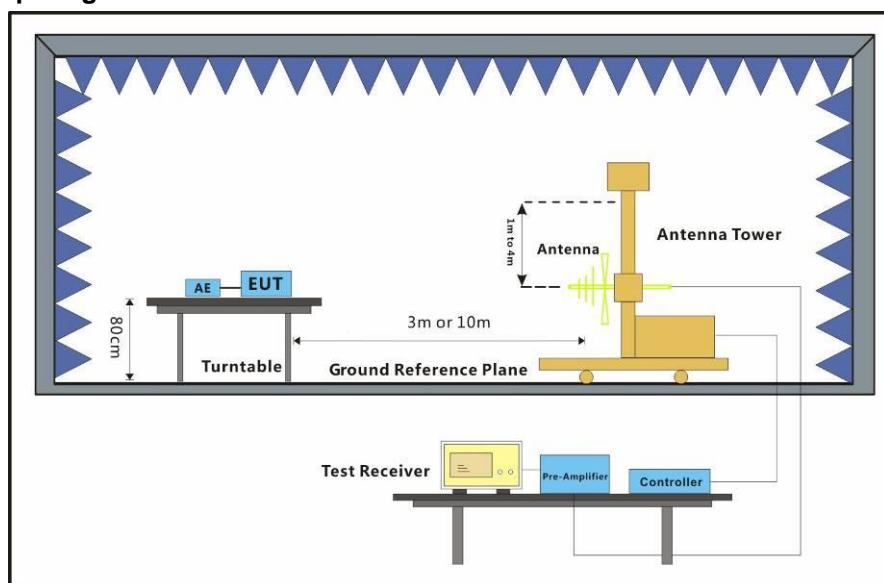 1m to 4m
Antenna
Antenna Tower
AE
EUT
80cm
3m or 10m
Turntable
Ground Reference Plane
Test Receiver
Pre-Amplifier
Controller